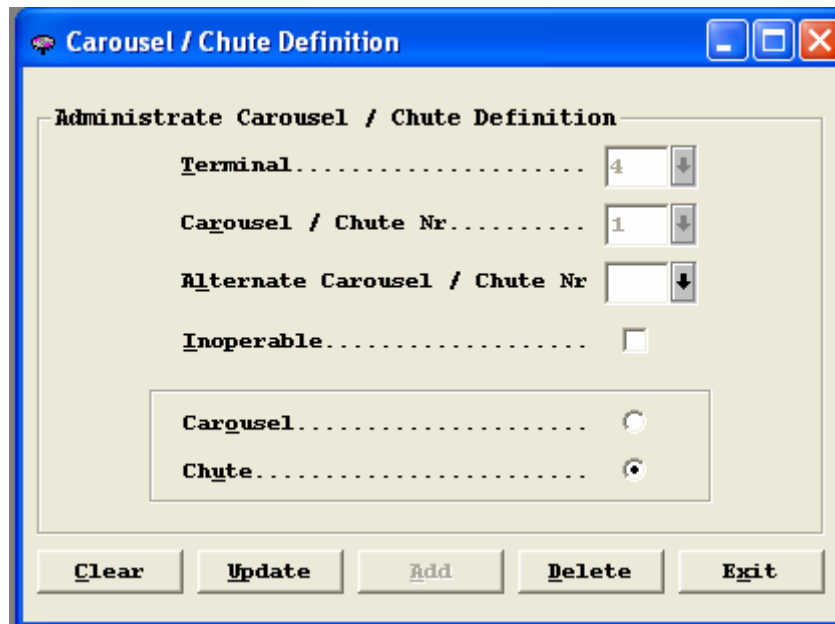 Carousel / Chute Definition
Administrate Carousel / Chute Definition
Terminal..................... 4
Carousel / Chute Nr.......... 1
Alternate Carousel / Chute Nr
Inoperable...................
Carousel.....................
Chute........................
Clear Update Add Delete Exit